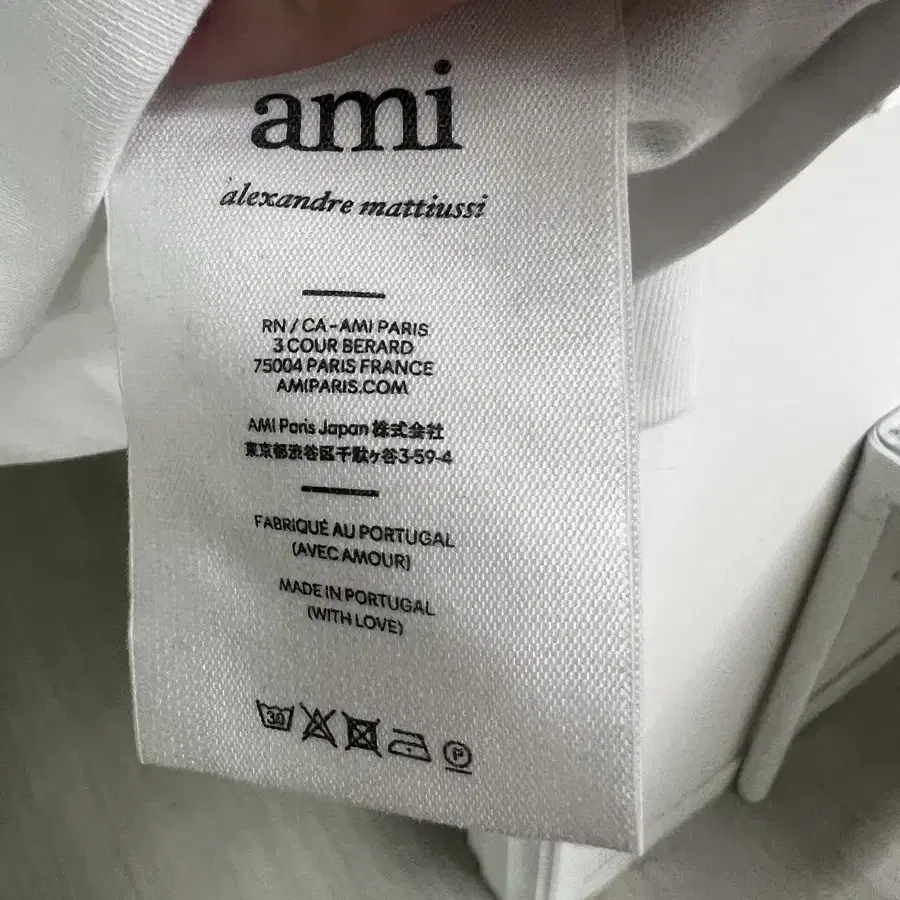 ami
alexandre mattiussi
RN / CA-AMI PARIS
3 COUR BERARD
75004 PARIS FRANCE
AMIPARIS.COM
AMI Paris Japan 株式会社
東京都渋谷区千駄ヶ谷3-59-4
FABRIQUÉ AU PORTUGAL
(AVEC AMOUR)
MADE IN PORTUGAL
(WITH LOVE)
30
P